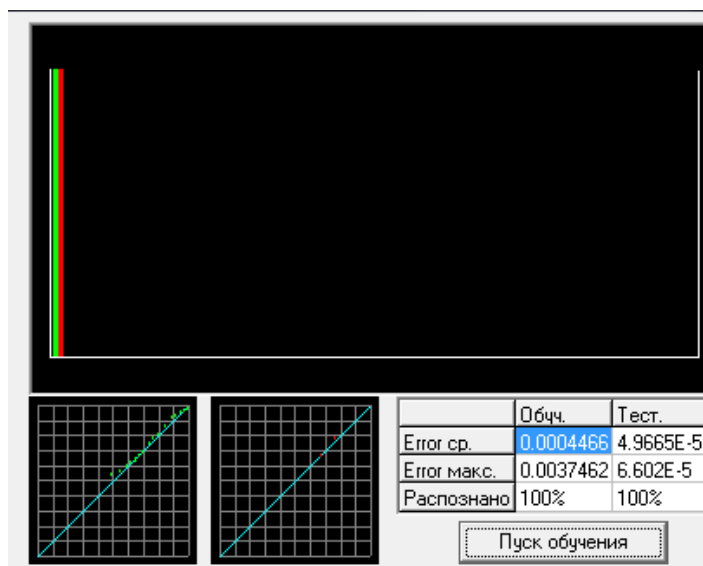 Обуч. Тест.
Error ср. 0.0004466 4.9665E-5
Error макс. 0.0037462 6.602E-5
Распознано 100% 100%
Пуск обучения